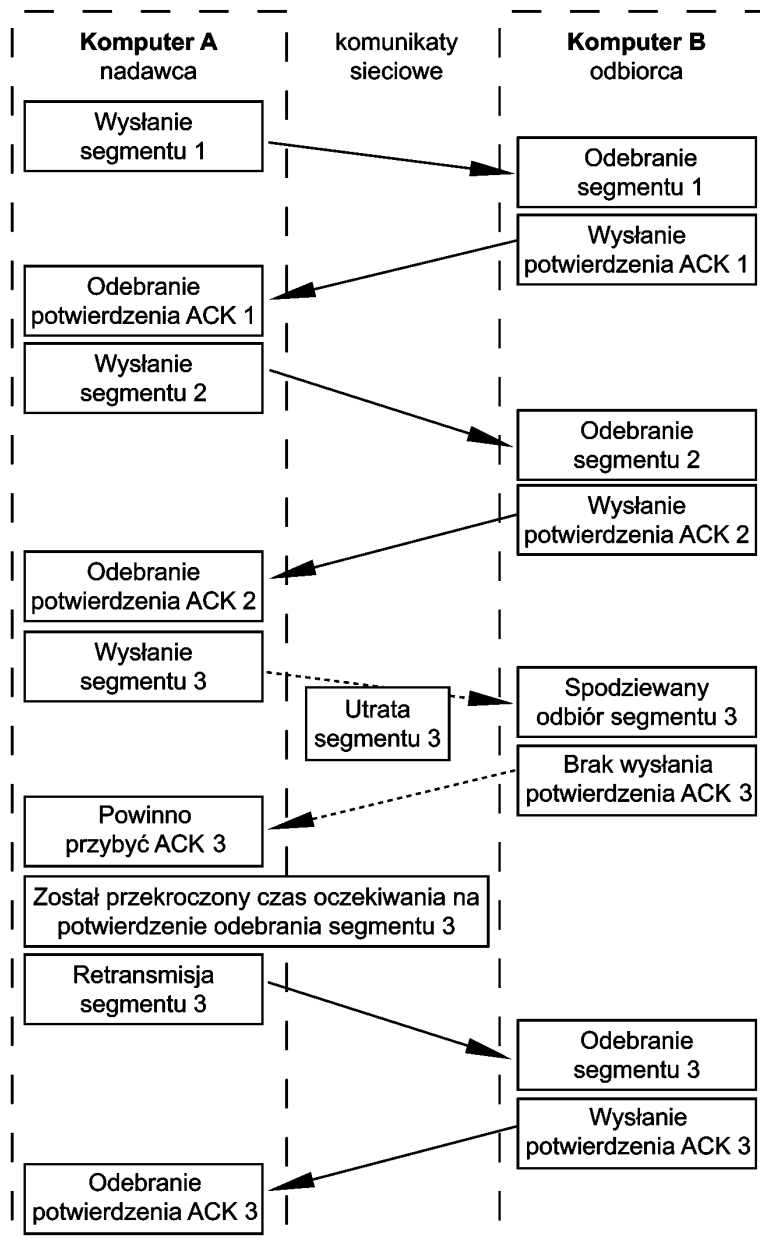 Komputer A
nadawca
komunikaty
sieciowe
Komputer B
odbiorca
Wysłanie
segmentu 1
Odebranie
segmentu 1
Wysłanie
potwierdzenia ACK 1
Odebranie
potwierdzenia ACK 1
Wysłanie
segmentu 2
Odebranie
segmentu 2
Wysłanie
potwierdzenia ACK 2
Odebranie
potwierdzenia ACK 2
Wysłanie
segmentu 3
Utrata
segmentu 3
Spodziewany
odbiór segmentu 3
Brak wysłania
potwierdzenia ACK 3
Powinno
przybyć ACK 3
Został przekroczony czas oczekiwania na
potwierdzenie odebrania segmentu 3
Retransmisja
segmentu 3
Odebranie
segmentu 3
Wysłanie
potwierdzenia ACK 3
Odebranie
potwierdzenia ACK 3